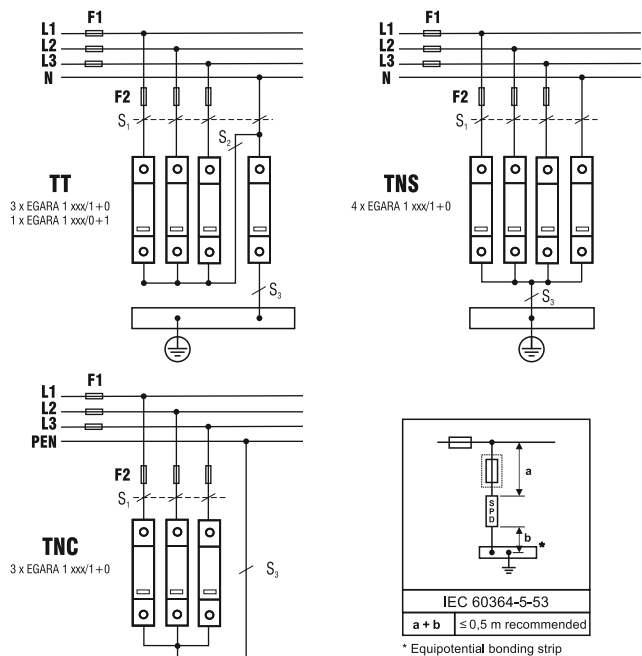 F1
L1
L2
L3
N
F2
S1
S2
TT
3 x EGARA 1 xxx/1+0
1 x EGARA 1 xxx/0+1
S3
F1
L1
L2
L3
N
F2
S1
TNS
4 x EGARA 1 xxx/1+0
S3
F1
L1
L2
L3
PEN
F2
S1
TNC
3 x EGARA 1 xxx/1+0
S3
a
SPD
b
*
IEC 60364-5-53
a + b ≤ 0,5 m recommended
* Equipotential bonding strip